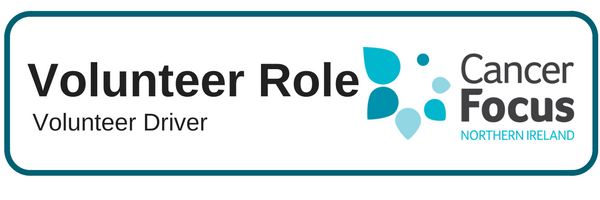 Volunteer Role
Volunteer Driver
Cancer
Focus
NORTHERN IRELAND